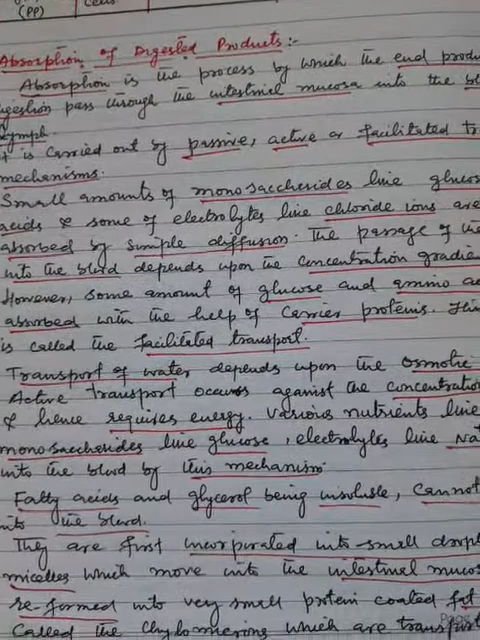 (PP)
Absorption of Digested Products:-
Absorption is the process by which the end produ
igestion pass through the intestinal mucosa into the bl
lymph.
t is carried out by passive, active or facilitated tr
mechanisms.
Small amounts of monosaccherides like glucos
acids & some of electrolytes like chloride ions are
absorbed by simple diffusion. The passage of the
into the blood depends upon the concentration gradie
However, some amount of glucose and amino ac
absorbed with the help of carrier proteins. This
is called the facilitated transport.
Transport of water depends upon the osmotic
Active transport occurs against the concentration
& hence requires energy. Various nutrients like
monosaccherides like glucose, electrolytes like Na
into the blood by this mechanism.
Fatty acids and glycerol being insoluble, cannot
into the blood.
They are first incorporated into small dropl
micelles which move into the intestinal mucos
re-formed into very small protein coated fat
called the chylomicrons which are transport